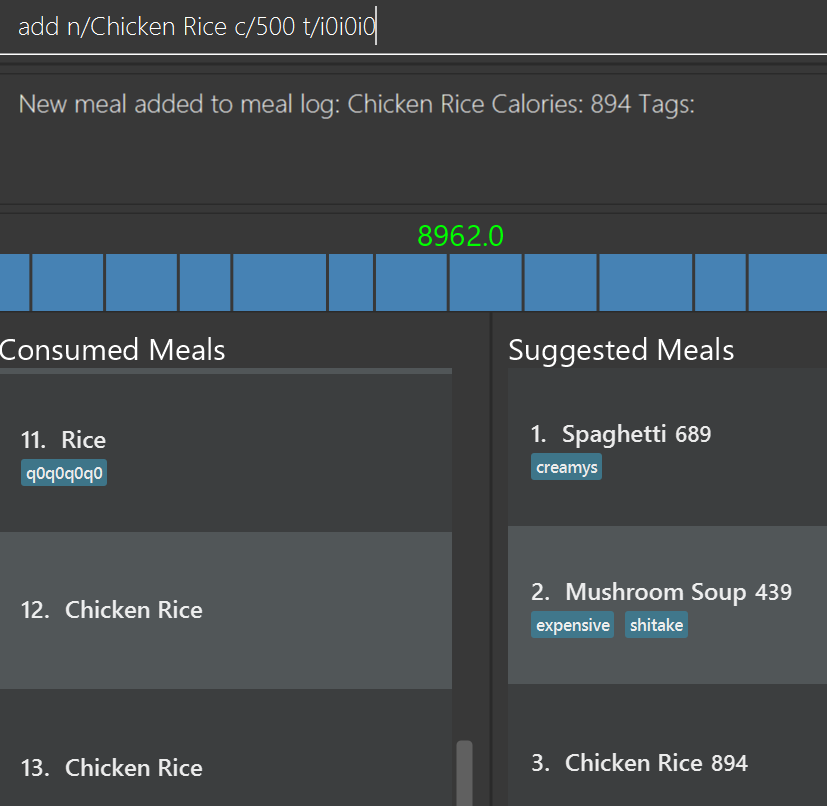 add n/Chicken Rice c/500 t/i0i0i0
New meal added to meal log: Chicken Rice Calories: 894 Tags:
8962.0
Consumed Meals
11. Rice
q0q0q0q0
12. Chicken Rice
13. Chicken Rice
Suggested Meals
1. Spaghetti 689
creamys
2. Mushroom Soup 439
expensive shitake
3. Chicken Rice 894